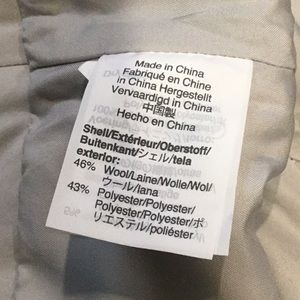 Made in China
Fabriqué en Chine
in China Hergestellt
Vervaardigd in China
中国製
Hecho en China
Shell/Extérieur/Oberstoff/
Buitenkant/シェル/tela
exterior:
46% Wool/Laine/Wolle/Wol/
ウール/lana
43% Polyester/Polyester/
Polyester/Polyester/ポ
リエステル/poliéster